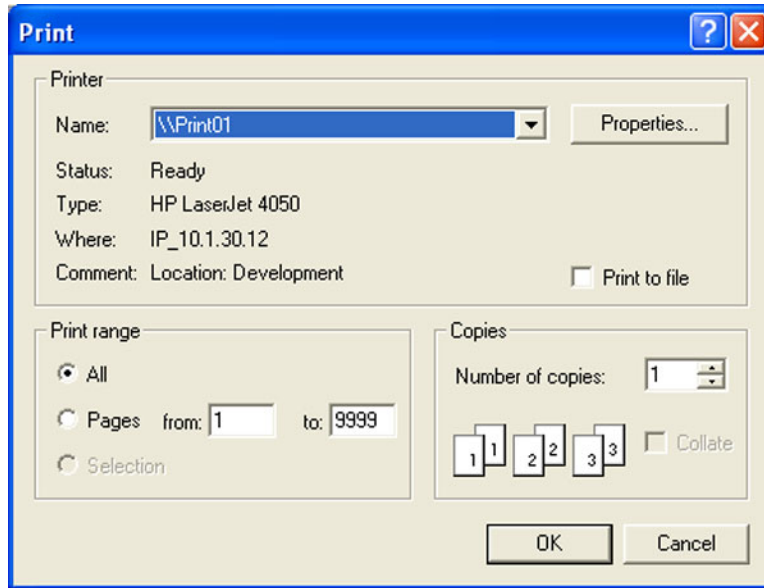 Print
Printer
Name: \\Print01 Properties...
Status: Ready
Type: HP LaserJet 4050
Where: IP_10.1.30.12
Comment: Location: Development Print to file
Print range
All
Pages from: 1 to: 9999
Selection
Copies
Number of copies: 1
1 1 2 2 3 3 Collate
OK Cancel